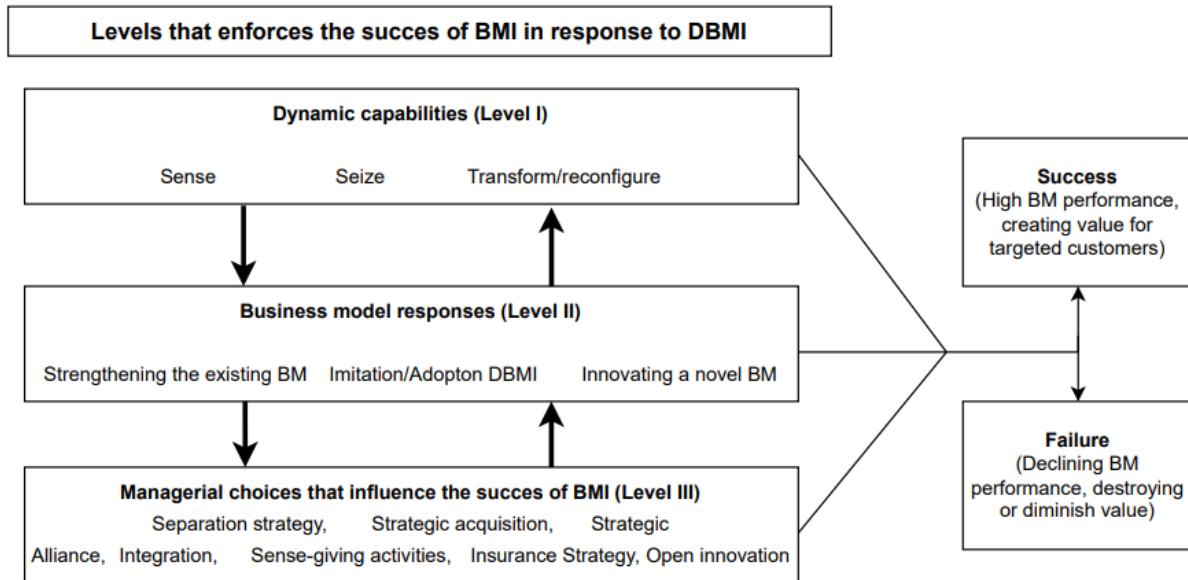 Levels that enforces the succes of BMI in response to DBMI
Dynamic capabilities (Level I)
Sense Seize Transform/reconfigure
Business model responses (Level II)
Strengthening the existing BM Imitation/Adopton DBMI Innovating a novel BM
Managerial choices that influence the succes of BMI (Level III)
Separation strategy, Strategic acquisition, Strategic
Alliance, Integration, Sense-giving activities, Insurance Strategy, Open innovation
Success
(High BM performance,
creating value for
targeted customers)
Failure
(Declining BM
performance, destroying
or diminish value)